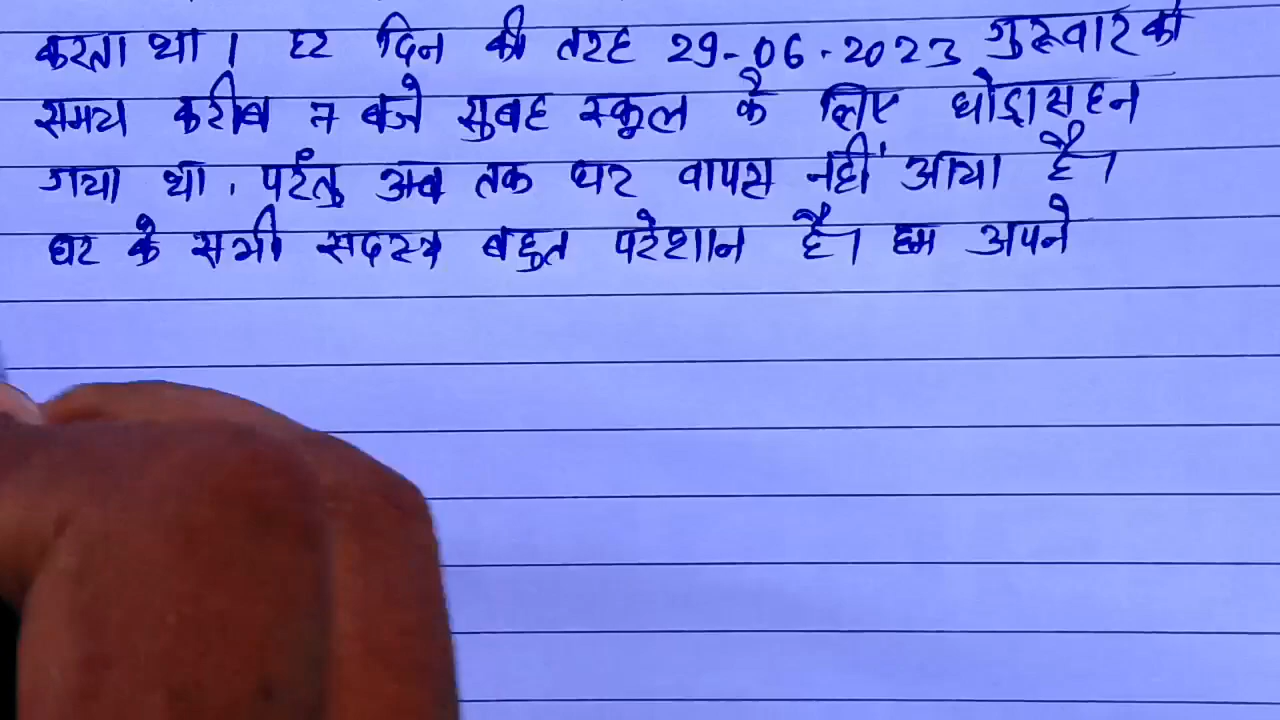 करता था। हर दिन की तरह 29-06-2023 गुरूवार को
समय करीब 7 बजे सुबह स्कूल के लिए घोड़ासहन
गया था, परंतु अब तक घर वापस नहीं आया है।
घर के सभी सदस्य बहुत परेशान है। हम अपने